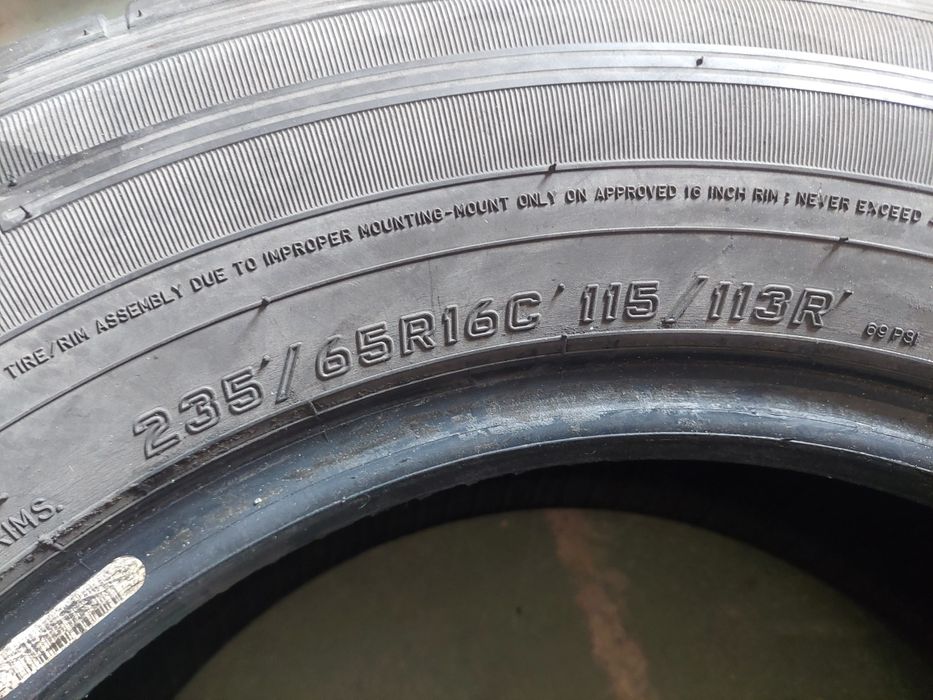 TIRE/RIM ASSEMBLY DUE TO IMPROPER MOUNTING-MOUNT ONLY ON APPROVED 16 INCH RIM ; NEVER EXCEED
235/65R16C 115/113R 69 PSI
RIMS.